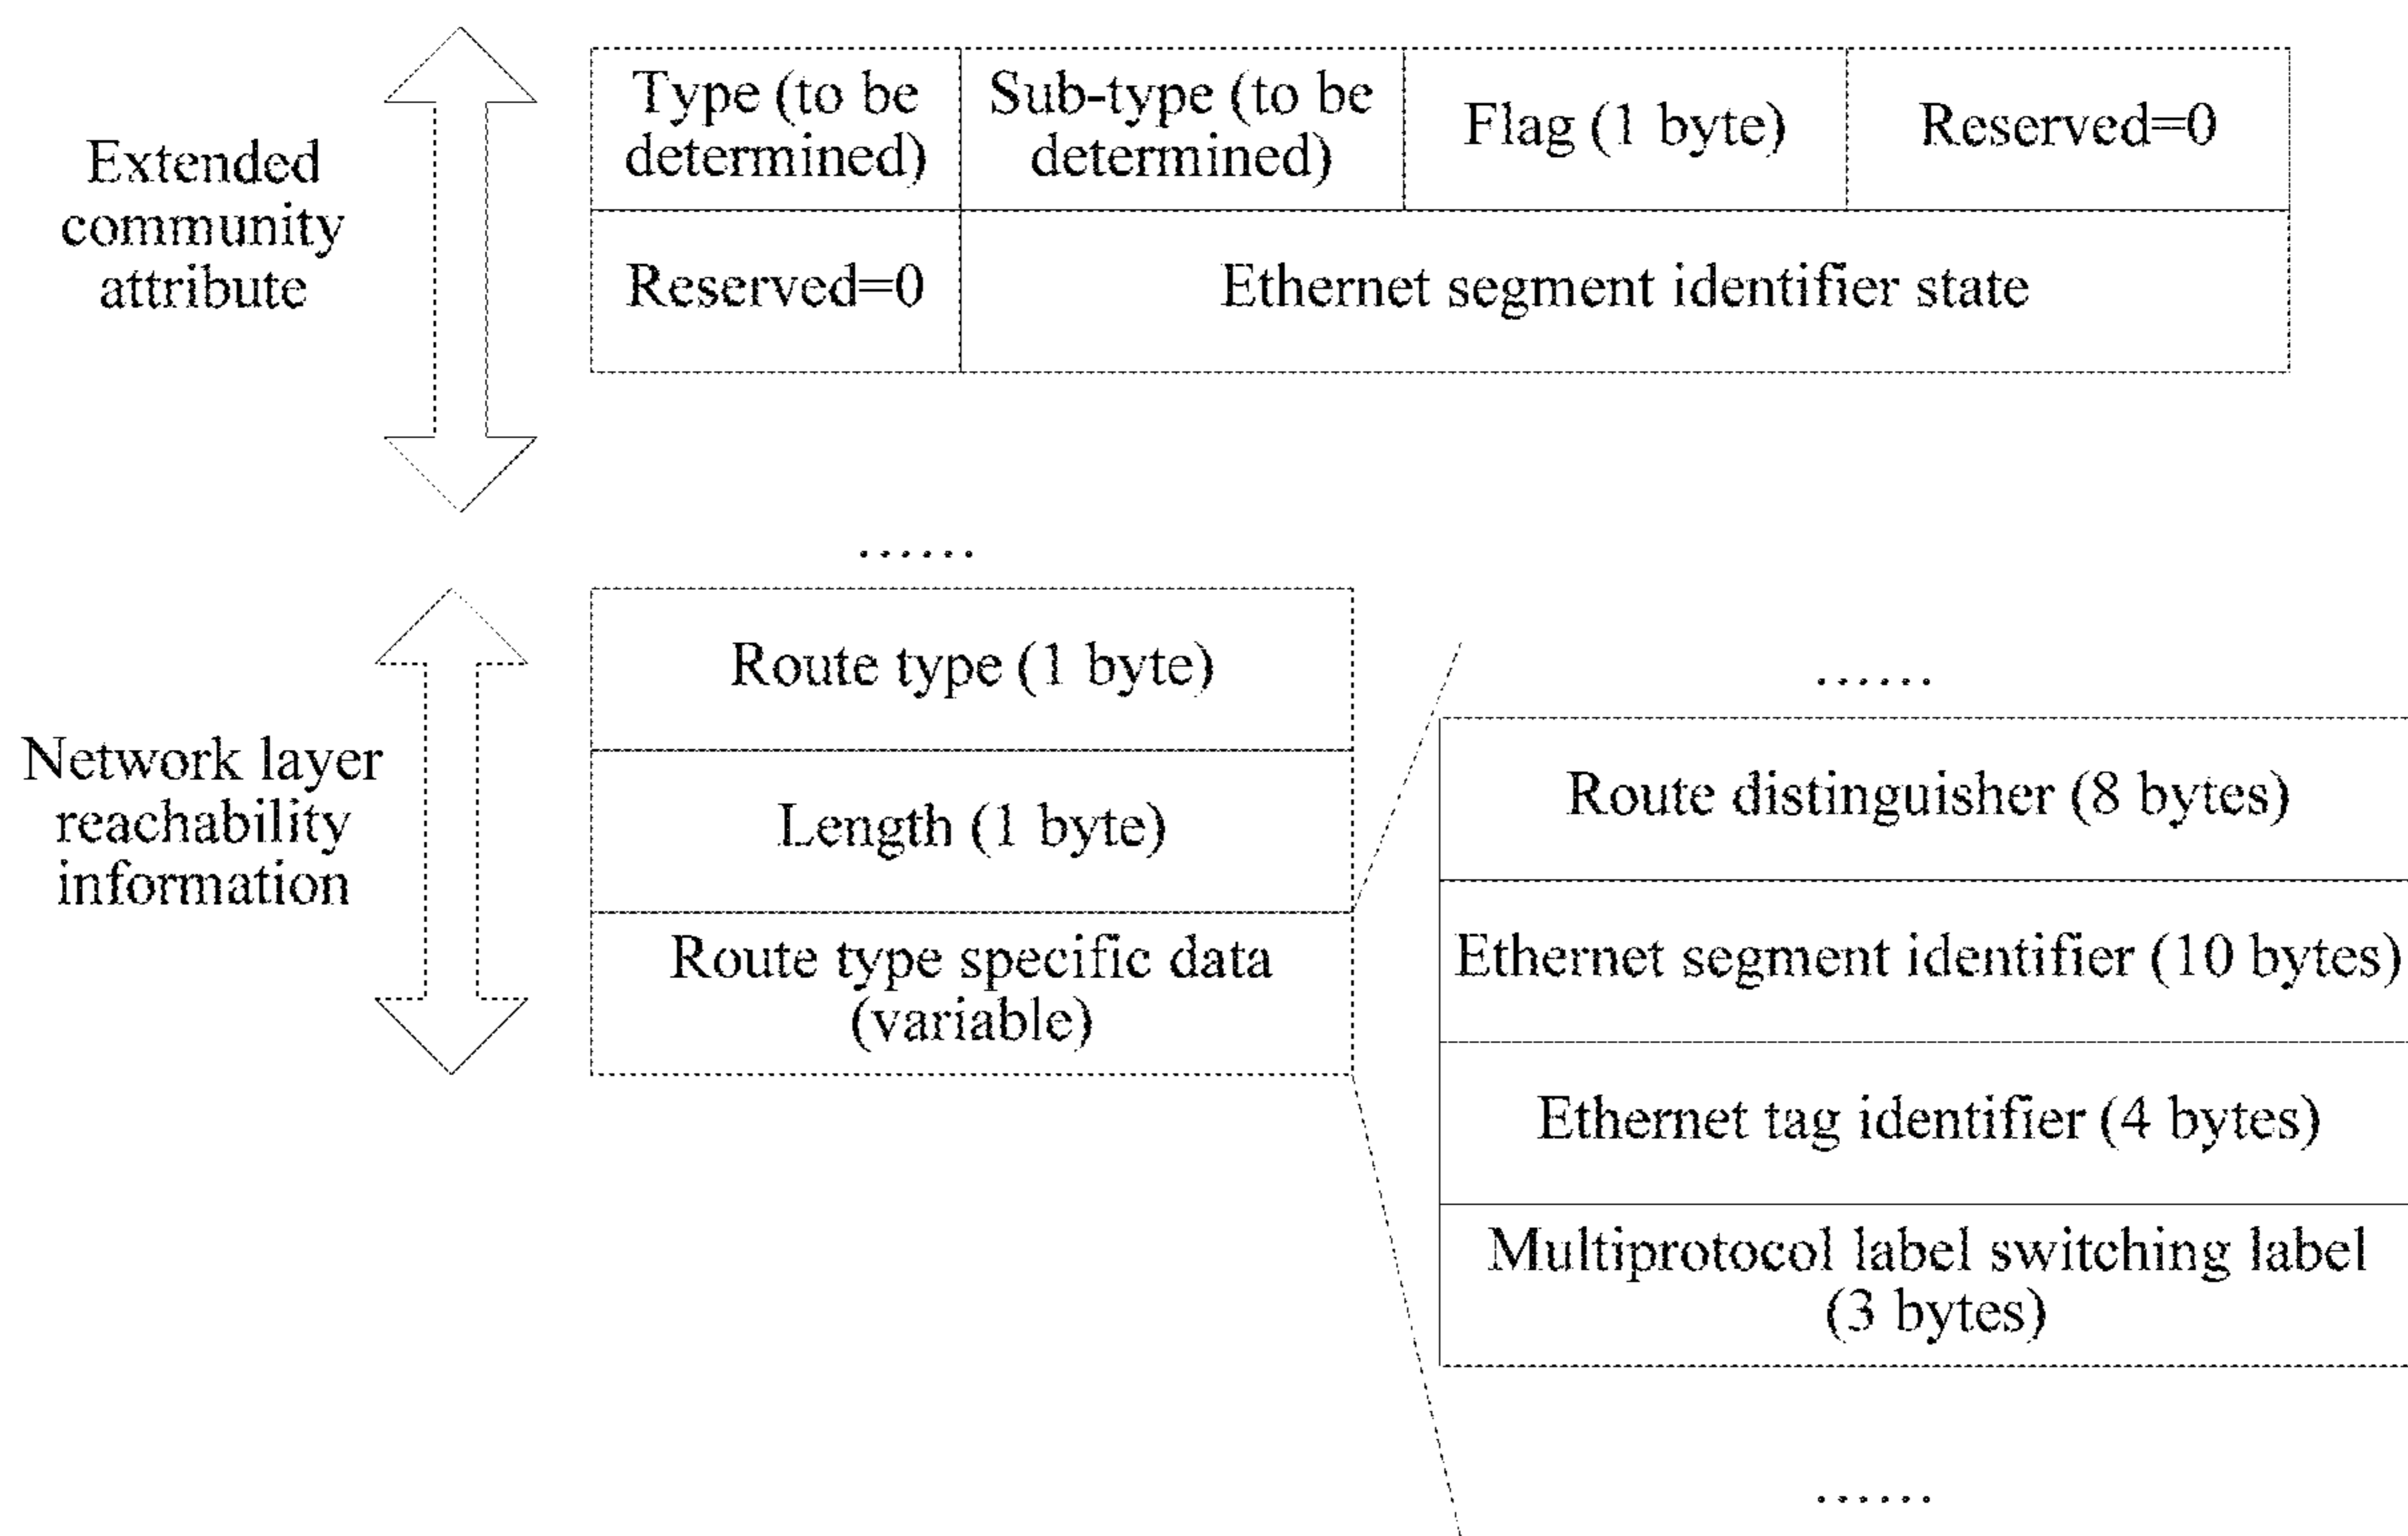 Extended
community
attribute
Type (to be
determined)
Sub-type (to be
determined)
Flag (1 byte)
Reserved=0
Reserved=0
Ethernet segment identifier state
......
Network layer
reachability
information
Route type (1 byte)
Length (1 byte)
Route type specific data
(variable)
......
Route distinguisher (8 bytes)
Ethernet segment identifier (10 bytes)
Ethernet tag identifier (4 bytes)
Multiprotocol label switching label
(3 bytes)
......